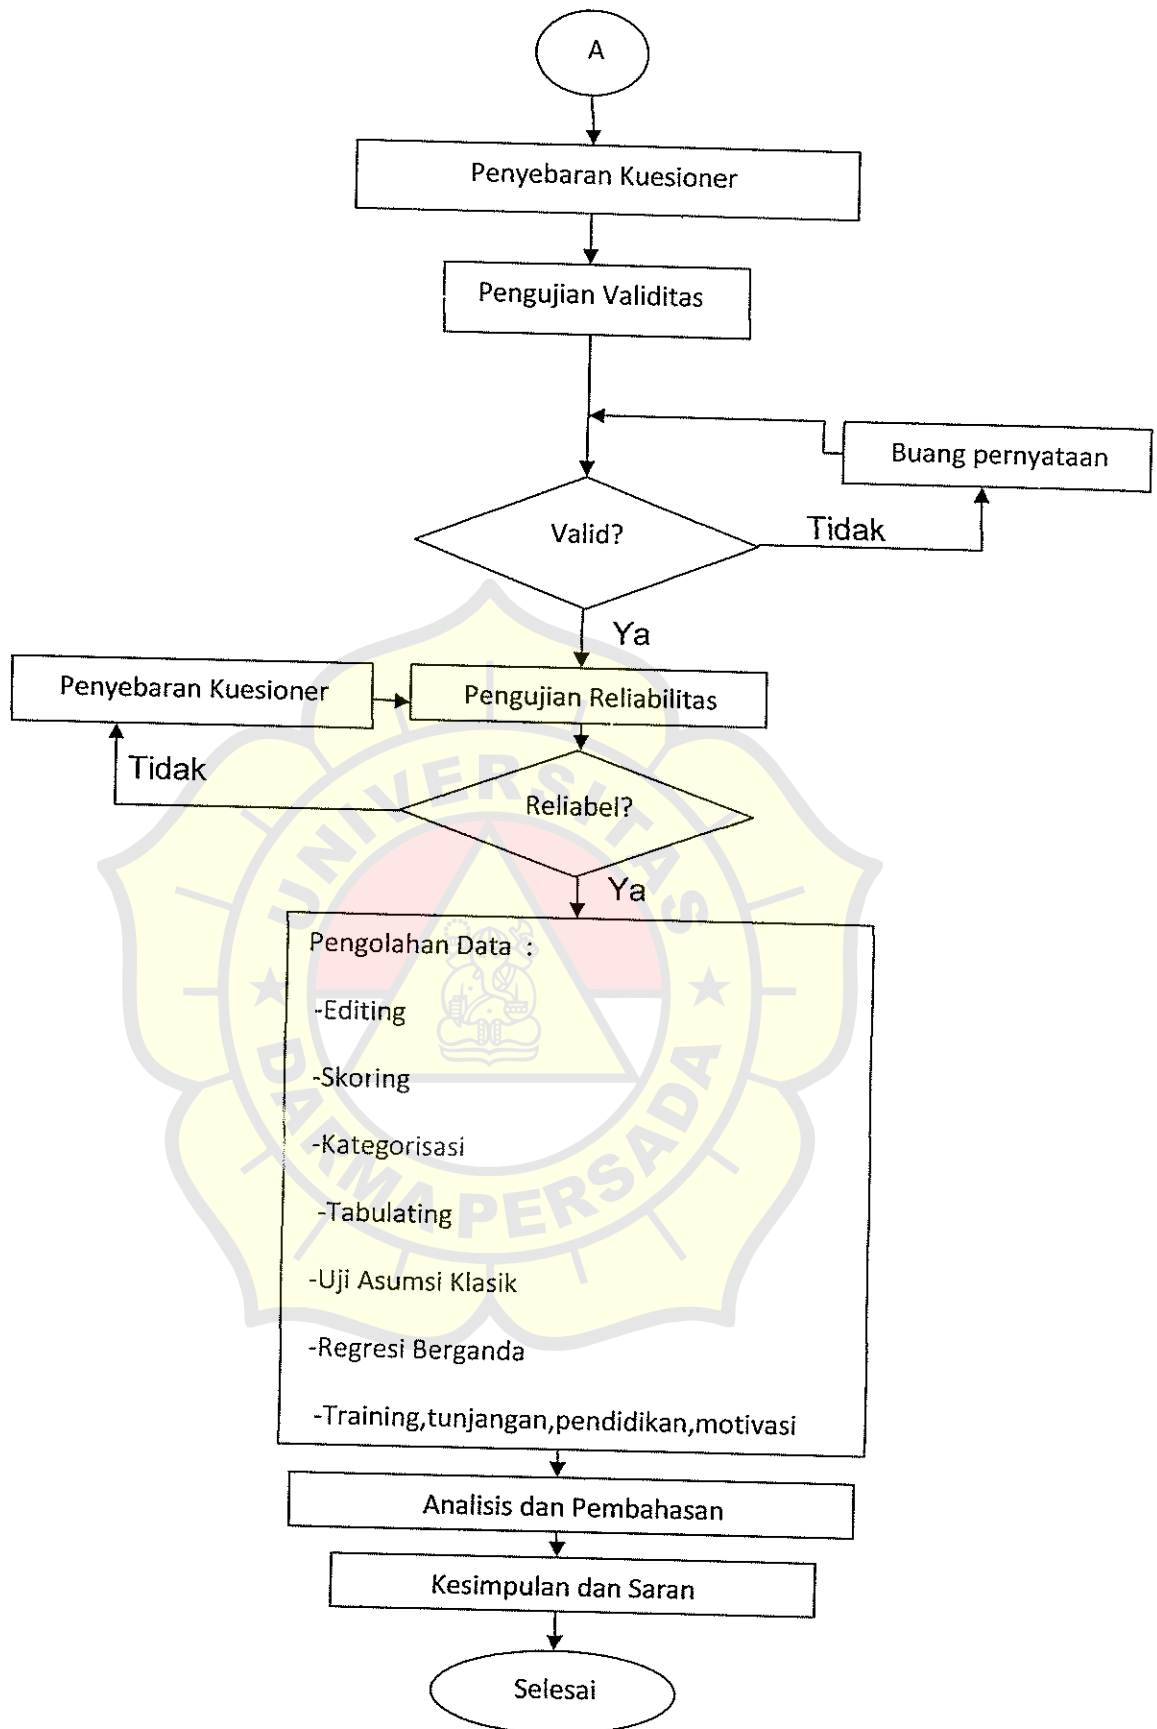 A
Penyebaran Kuesioner
Pengujian Validitas
Buang pernyataan
Valid?
Tidak
Ya
Penyebaran Kuesioner
Pengujian Reliabilitas
Tidak
Reliabel?
Ya
Pengolahan Data :
-Editing
-Skoring
-Kategorisasi
-Tabulating
-Uji Asumsi Klasik
-Regresi Berganda
-Training,tunjangan,pendidikan,motivasi
Analisis dan Pembahasan
Kesimpulan dan Saran
Selesai
UNIVERSITAS
DARMA PERSADA